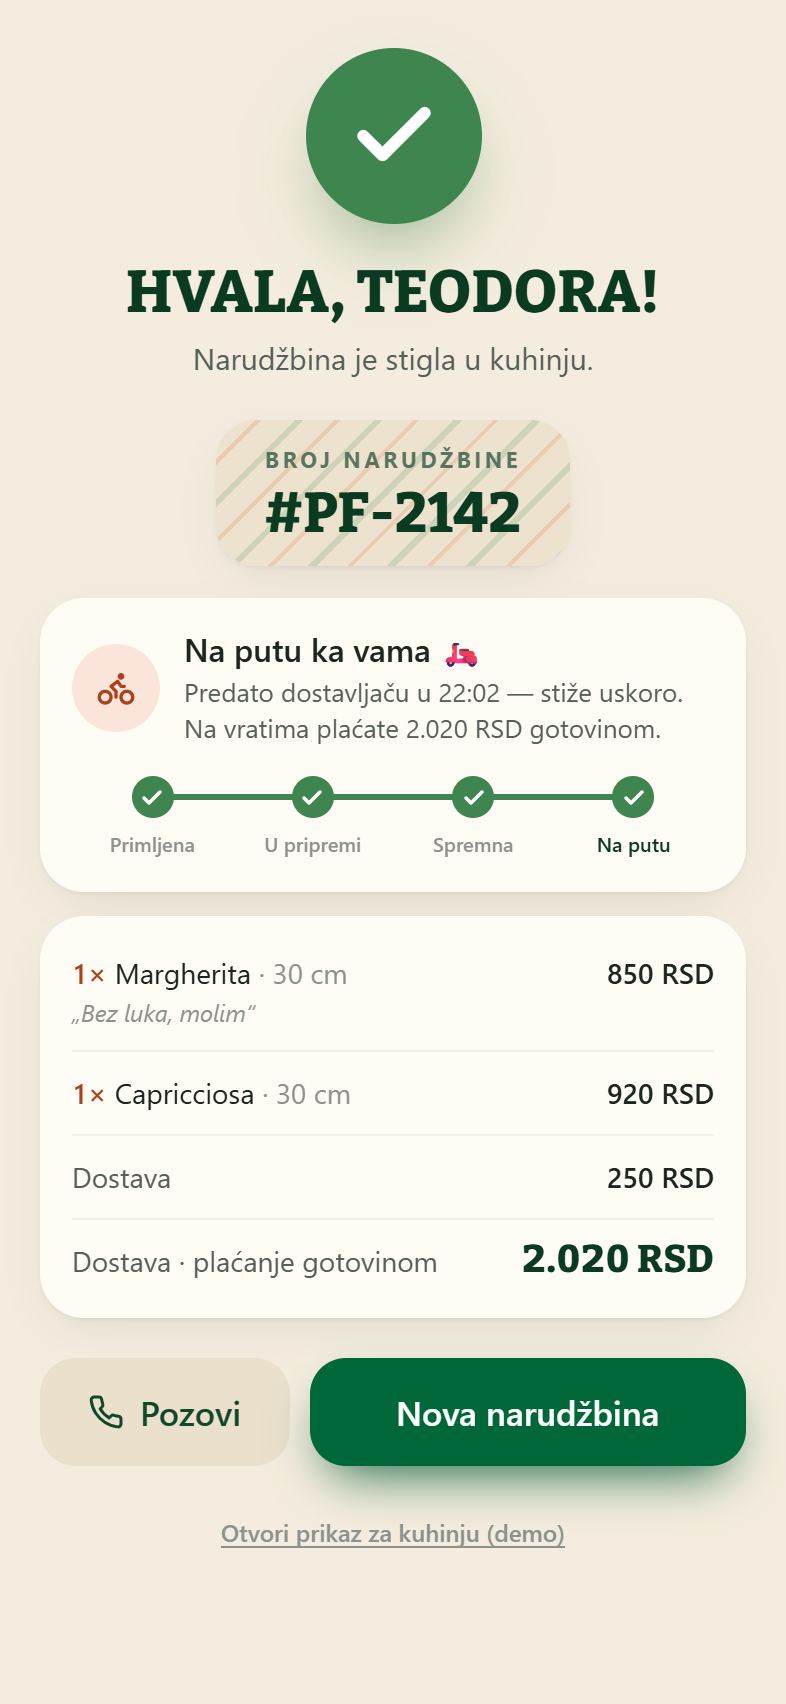 HVALA, TEODORA!
Narudžbina je stigla u kuhinju.
BROJ NARUDŽBINE
#PF-2142
Na putu ka vama 🛵
Predato dostavljaču u 22:02 — stiže uskoro.
Na vratima plaćate 2.020 RSD gotovinom.
Primljena U pripremi Spremna Na putu
1× Margherita · 30 cm 850 RSD
„Bez luka, molim“
1× Capricciosa · 30 cm 920 RSD
Dostava 250 RSD
Dostava · plaćanje gotovinom 2.020 RSD
Pozovi Nova narudžbina
Otvori prikaz za kuhinju (demo)